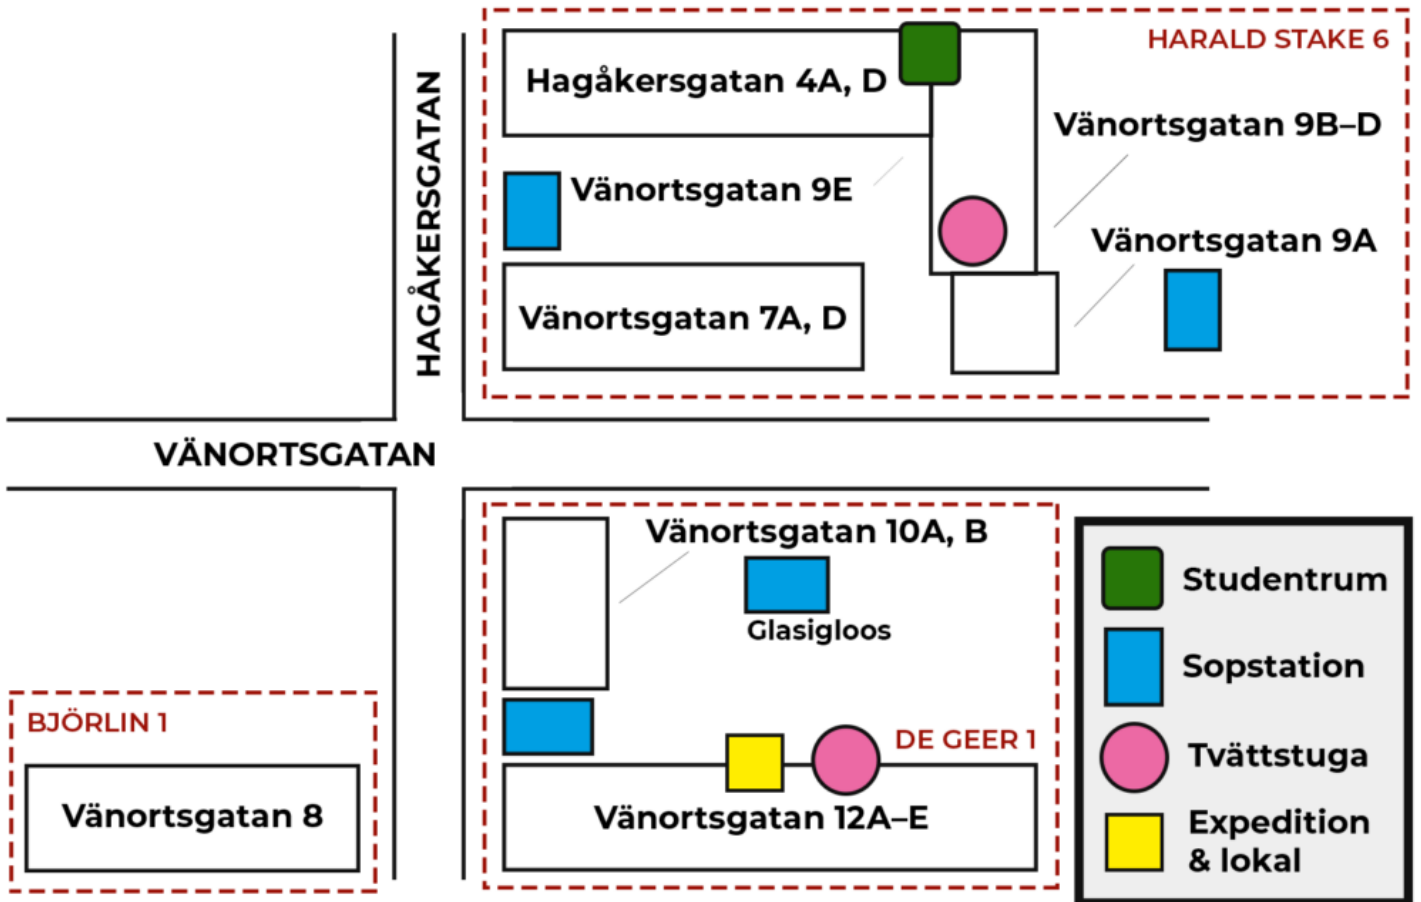 HARALD STAKE 6
Hagåkersgatan 4A, D
Vänortsgatan 9B–D
HAGÅKERSGATAN
Vänortsgatan 9E
Vänortsgatan 9A
Vänortsgatan 7A, D
VÄNORTSGATAN
Vänortsgatan 10A, B
Glasigloos
BJÖRLIN 1
DE GEER 1
Vänortsgatan 8
Vänortsgatan 12A–E
Studentrum
Sopstation
Tvättstuga
Expedition
& lokal